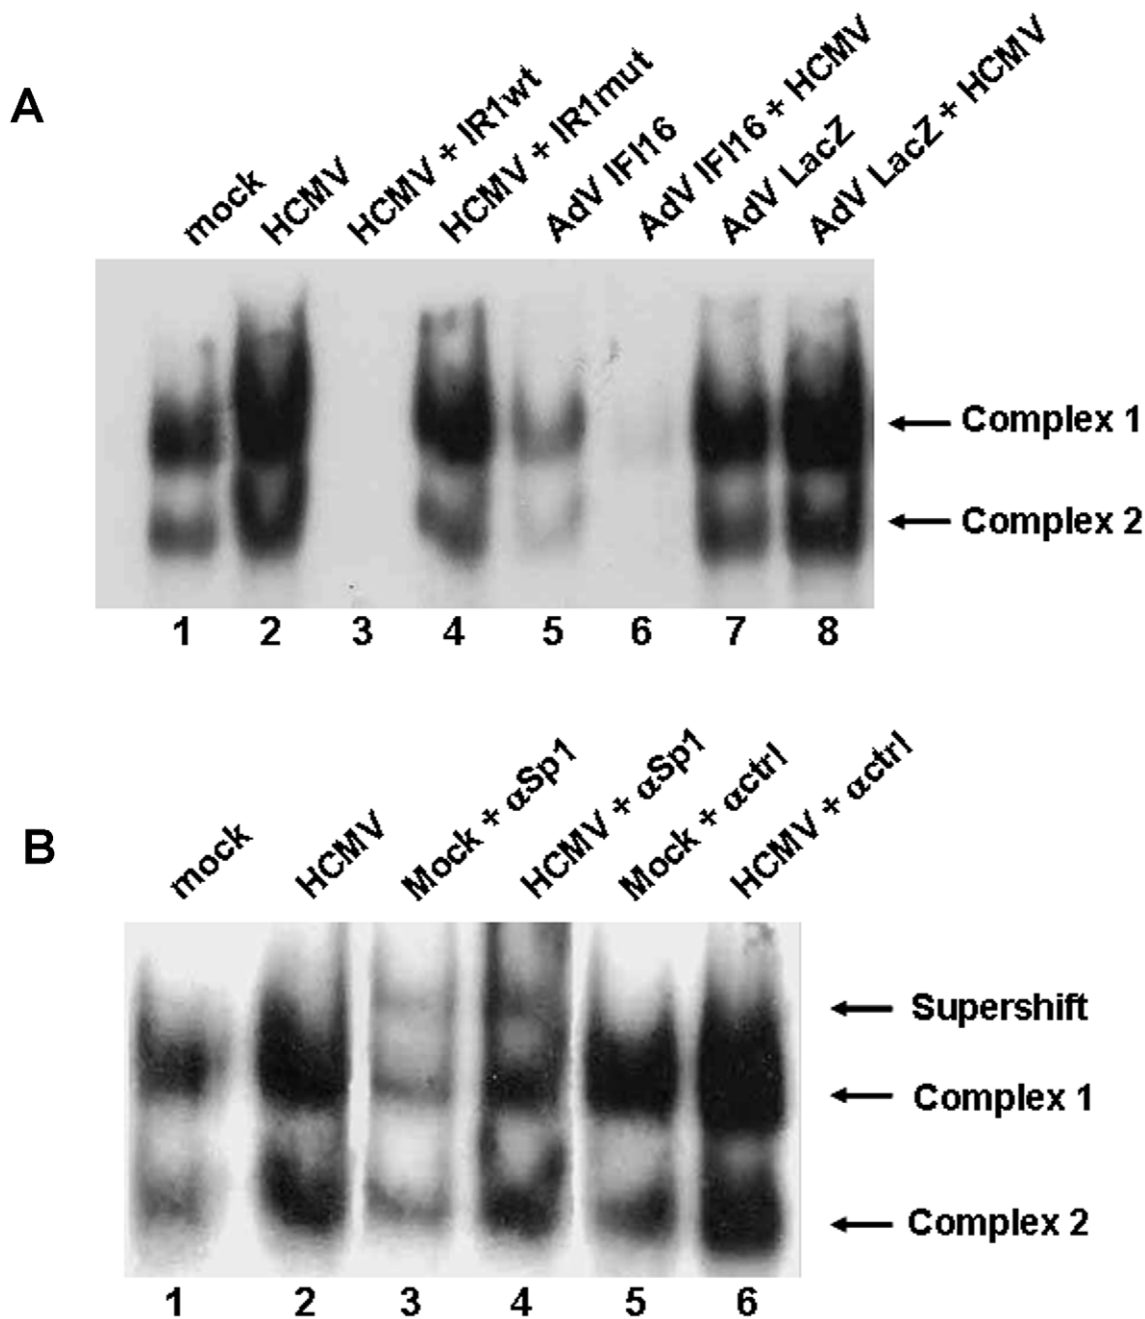 A
mock
HCMV
HCMV + IR1wt
HCMV + IR1mut
AdV IFI16
AdV IFI16 + HCMV
AdV LacZ
AdV LacZ + HCMV
Complex 1
Complex 2
1 2 3 4 5 6 7 8
B
mock
HCMV
Mock + αSp1
HCMV + αSp1
Mock + αctrl
HCMV + αctrl
Supershift
Complex 1
Complex 2
1 2 3 4 5 6